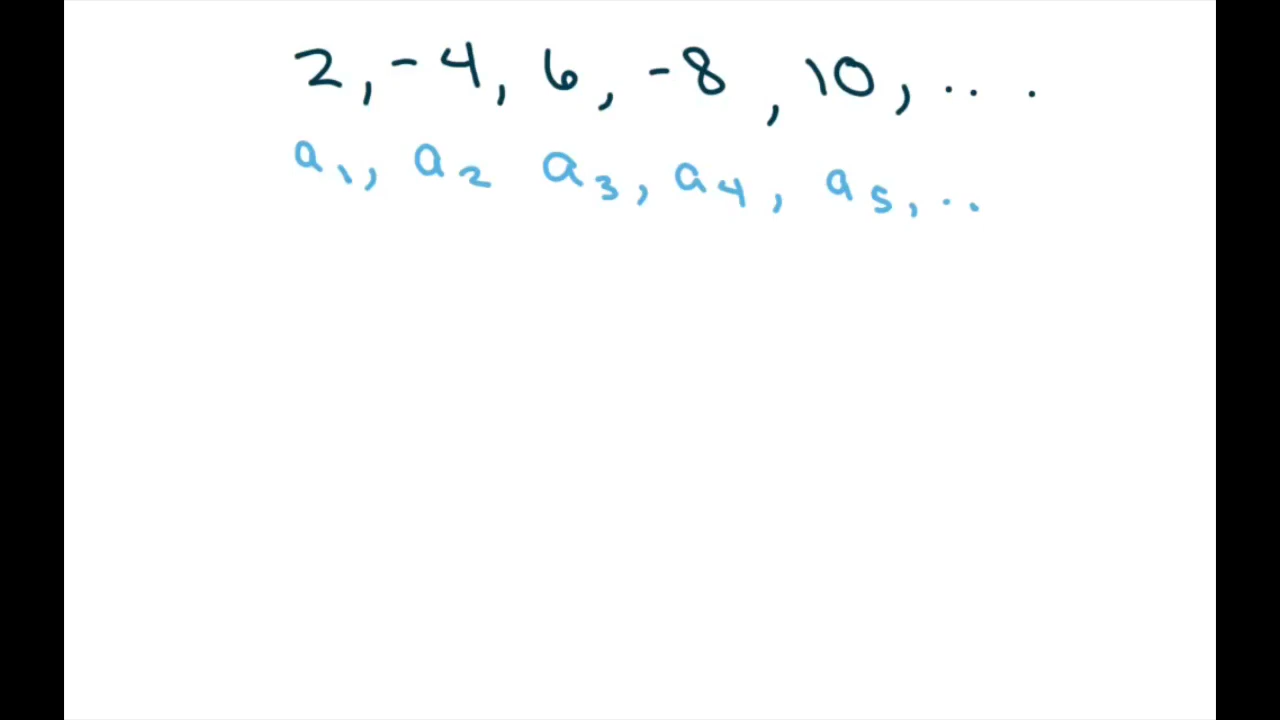 2, -4, 6, -8, 10, ...
a₁, a₂ a₃, a₄, a₅, ..